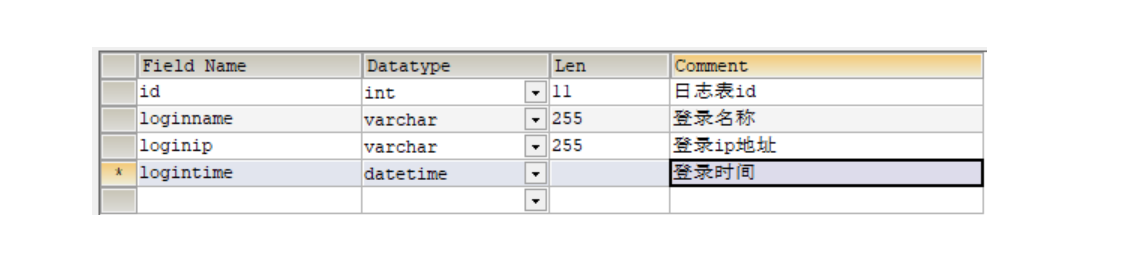 Field Name Datatype Len Comment
id int 11 日志表id
loginname varchar 255 登录名称
loginip varchar 255 登录ip地址
* logintime datetime 登录时间